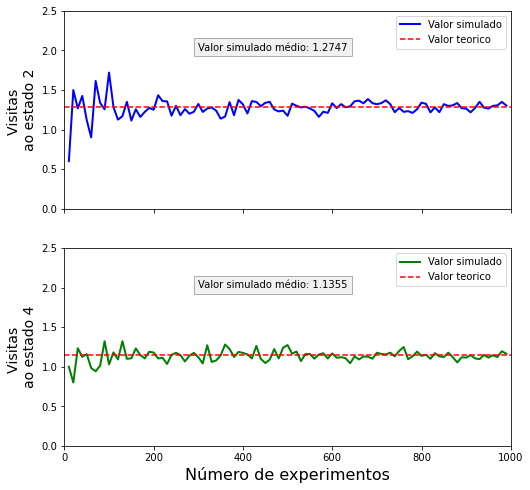 2.5
Valor simulado
Valor teorico
2.0
Valor simulado médio: 1.2747
Visitas
ao estado 2
1.5
1.0
0.5
0.0
2.5
Valor simulado
Valor teorico
2.0
Valor simulado médio: 1.1355
Visitas
ao estado 4
1.5
1.0
0.5
0.0
0 200 400 600 800 1000
Número de experimentos